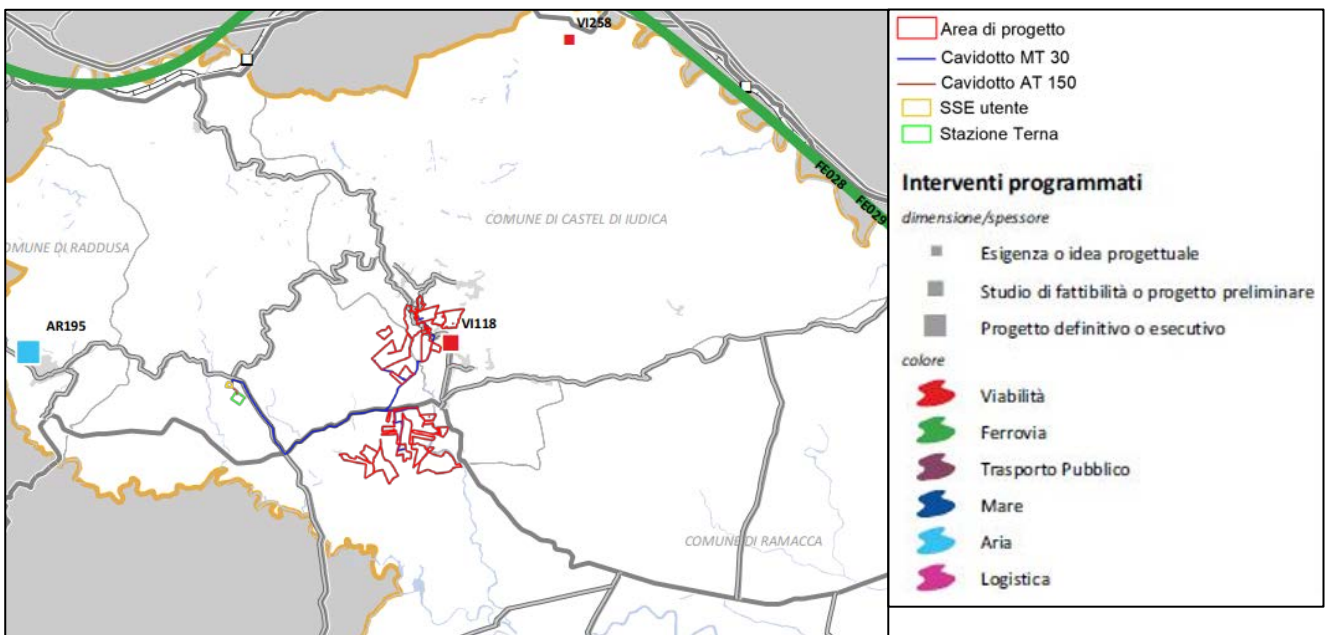 VI258
FE028
FE029
COMUNE DI CASTEL DI IUDICA
OMUNE DI RADDUSA
AR195
VI118
COMUNE DI RAMACCA
Area di progetto
Cavidotto MT 30
Cavidotto AT 150
SSE utente
Stazione Terna
Interventi programmati
dimensione/spessore
Esigenza o idea progettuale
Studio di fattibilità o progetto preliminare
Progetto definitivo o esecutivo
colore
Viabilità
Ferrovia
Trasporto Pubblico
Mare
Aria
Logistica